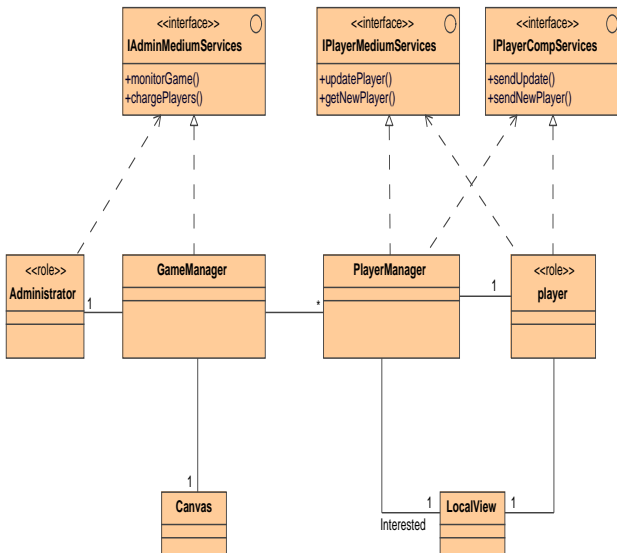 <<interface>>
IAdminMediumServices
+monitorGame()
+chargePlayers()
<<interface>>
IPlayerMediumServices
+updatePlayer()
+getNewPlayer()
<<interface>>
IPlayerCompServices
+sendUpdate()
+sendNewPlayer()
<<role>>
Administrator
1
GameManager
*
PlayerManager
1
<<role>>
player
1
Canvas
Interested
1
LocalView
1